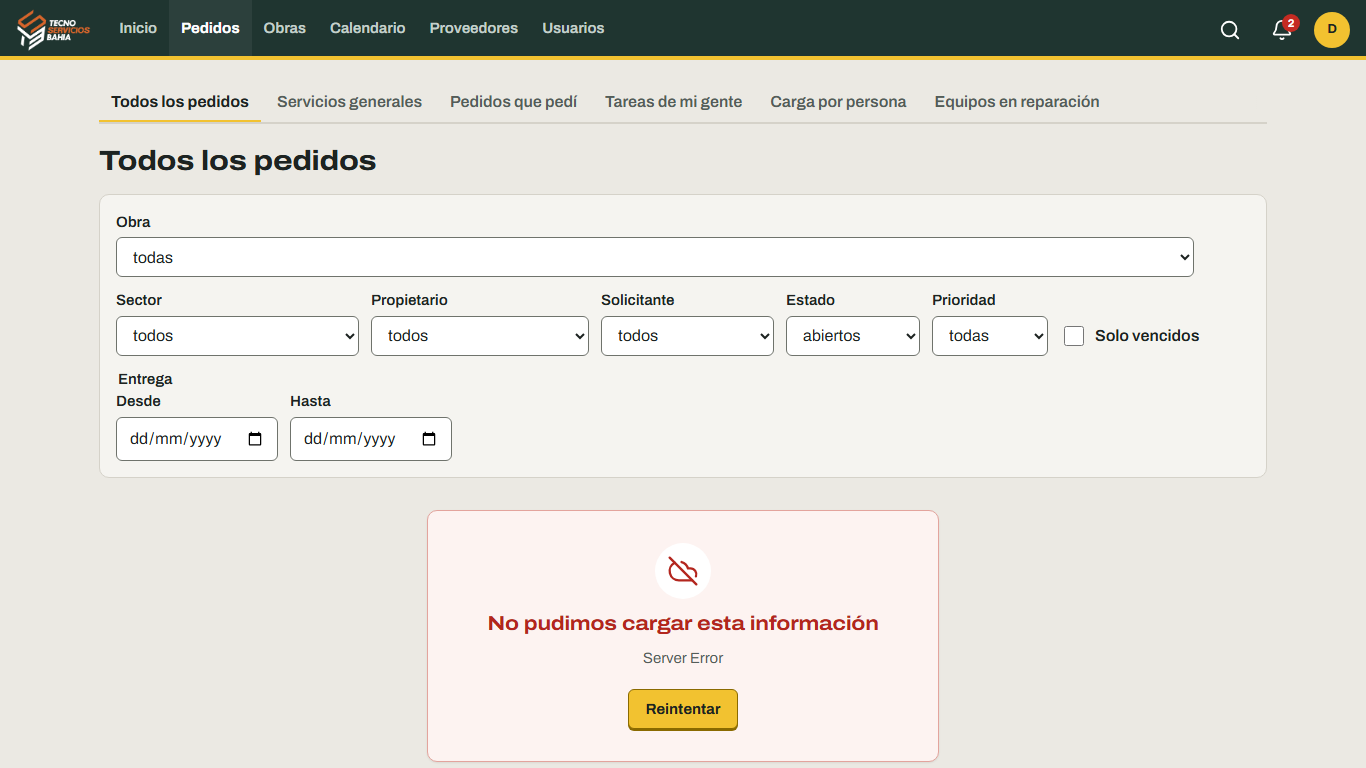 TECNO
SERVICIOS
BAHIA
Inicio
Pedidos
Obras
Calendario
Proveedores
Usuarios
2
D
Todos los pedidos
Servicios generales
Pedidos que pedí
Tareas de mi gente
Carga por persona
Equipos en reparación
Todos los pedidos
Obra
todas
Sector
Propietario
Solicitante
Estado
Prioridad
todos
todos
todos
abiertos
todas
Solo vencidos
Entrega
Desde
Hasta
dd/mm/yyyy
dd/mm/yyyy
No pudimos cargar esta información
Server Error
Reintentar